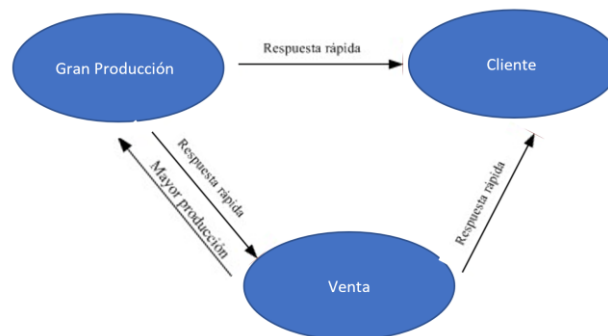 Respuesta rápida
Gran Producción
Cliente
Respuesta rápida
Mayor producción
Respuesta rápida
Venta